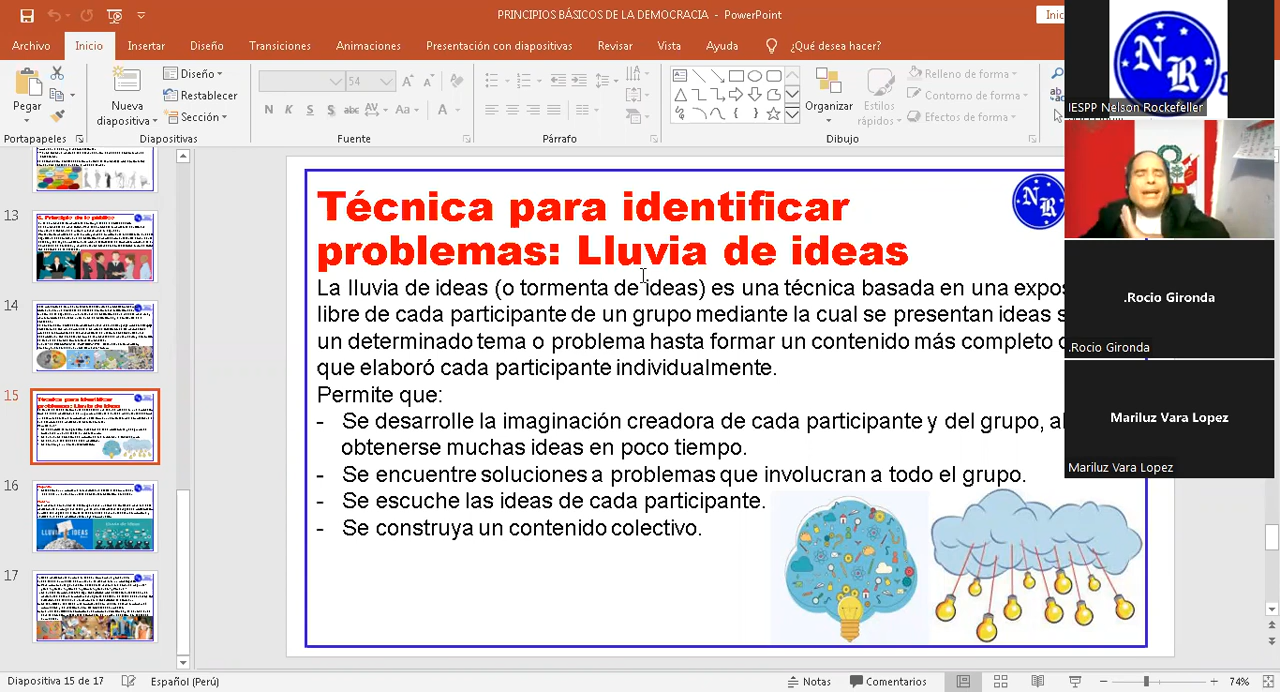 PRINCIPIOS BÁSICOS DE LA DEMOCRACIA - PowerPoint
Archivo Inicio Insertar Diseño Transiciones Animaciones Presentación con diapositivas Revisar Vista Ayuda ¿Qué desea hacer?
Pegar
Nueva diapositiva
Diseño
Restablecer
Sección
54
N K S S abc AV Aa A
Organizar
Estilos rápidos
Relleno de forma
Contorno de forma
Efectos de forma
Portapapeles Diapositivas Fuente Párrafo Dibujo
NR
IESPP Nelson Rockefeller
.Rocio Gironda
.Rocio Gironda
Mariluz Vara Lopez
Mariluz Vara Lopez
13
14
15
16
17
Técnica para identificar
problemas: Lluvia de ideas
NR
La lluvia de ideas (o tormenta de ideas) es una técnica basada en una
libre de cada participante de un grupo mediante la cual se presentan ideas
un determinado tema o problema hasta formar un contenido más completo
que elaboró cada participante individualmente.
Permite que:
- Se desarrolle la imaginación creadora de cada participante y del grupo,
obtenerse muchas ideas en poco tiempo.
- Se encuentre soluciones a problemas que involucran a todo el grupo.
- Se escuche las ideas de cada participante.
- Se construya un contenido colectivo.
Diapositiva 15 de 17 Español (Perú) Notas Comentarios 74%